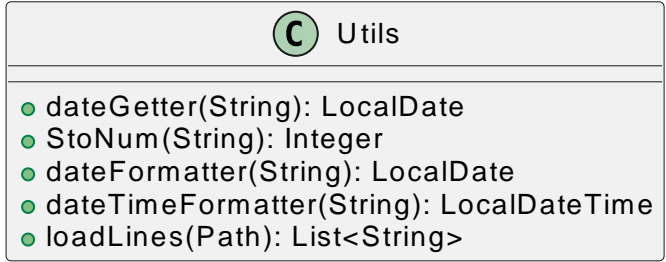 C Utils
dateGetter(String): LocalDate
StoNum(String): Integer
dateFormatter(String): LocalDate
dateTimeFormatter(String): LocalDateTime
loadLines(Path): List<String>